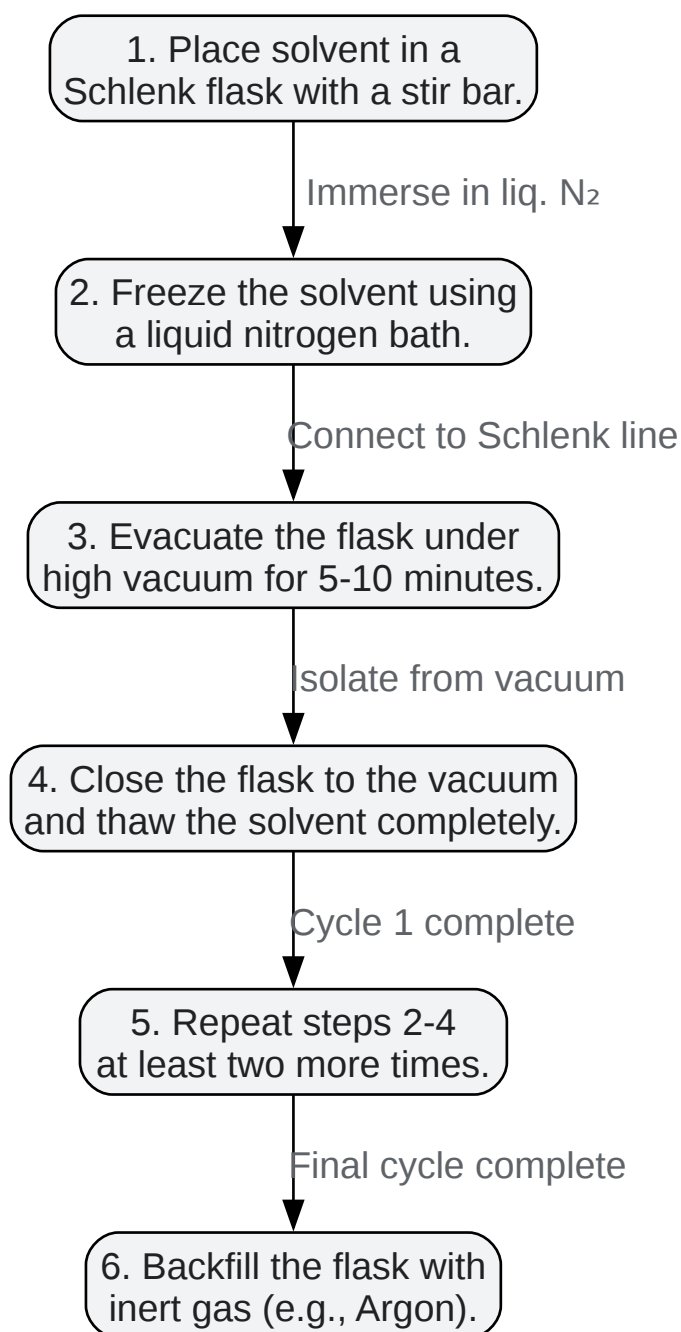 1. Place solvent in a
Schlenk flask with a stir bar.
Immerse in liq. N₂
2. Freeze the solvent using
a liquid nitrogen bath.
Connect to Schlenk line
3. Evacuate the flask under
high vacuum for 5-10 minutes.
Isolate from vacuum
4. Close the flask to the vacuum
and thaw the solvent completely.
Cycle 1 complete
5. Repeat steps 2-4
at least two more times.
Final cycle complete
6. Backfill the flask with
inert gas (e.g., Argon).